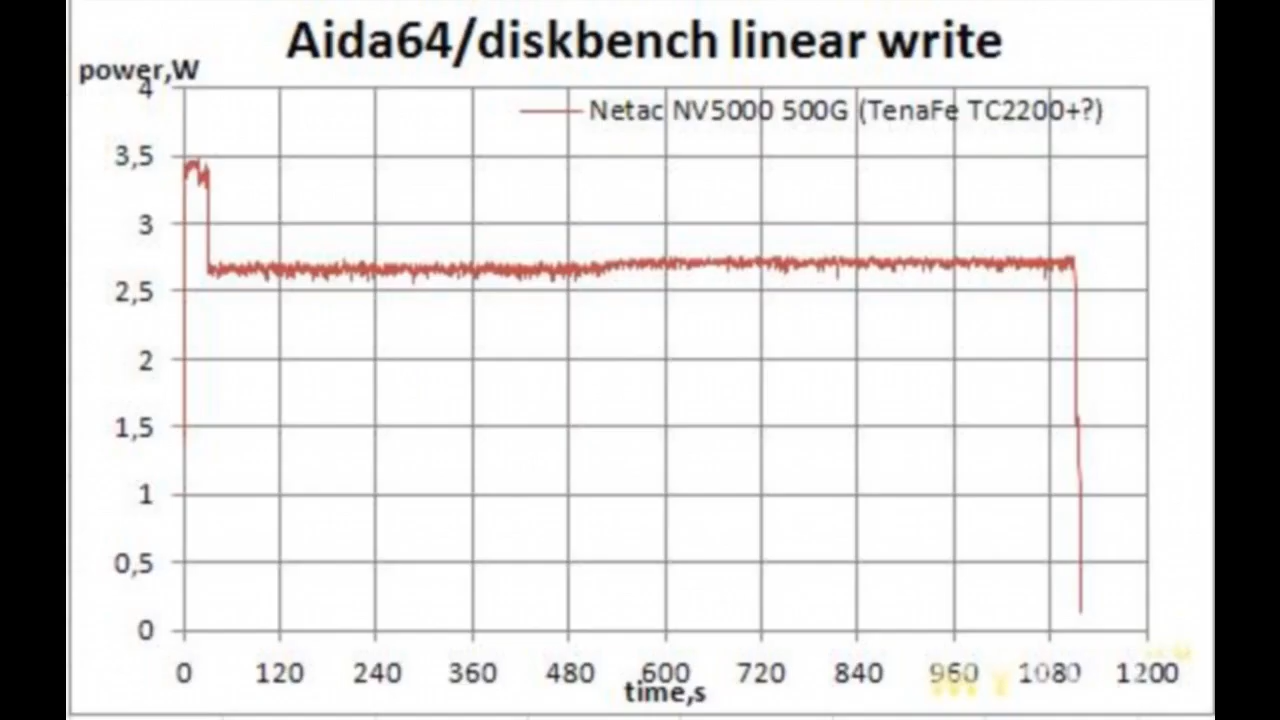 Aida64/diskbench linear write
power,W
Netac NV5000 500G (TenaFe TC2200+?)
4
3,5
3
2,5
2
1,5
1
0,5
0
0 120 240 360 480 600 720 840 960 1080 1200
time,s